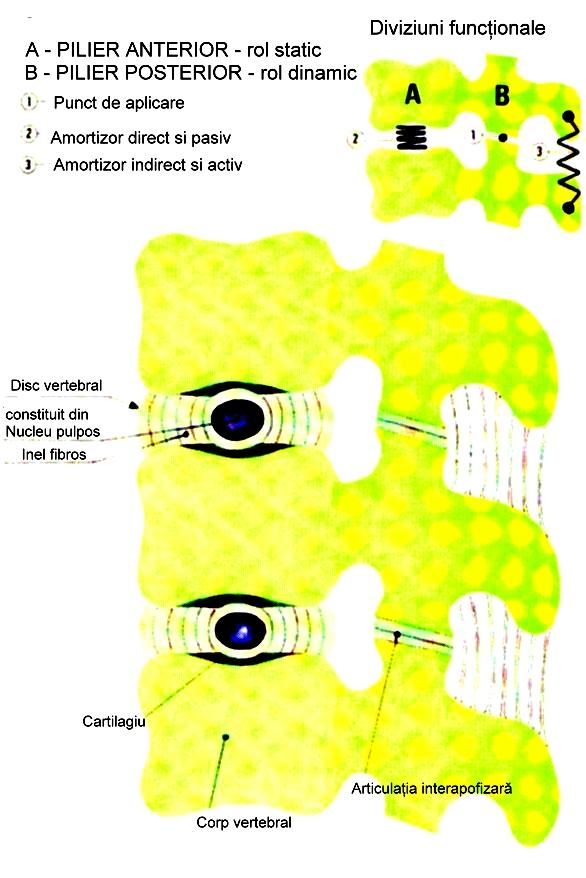 Diviziuni funcționale
A - PILIER ANTERIOR - rol static
B - PILIER POSTERIOR - rol dinamic
1 Punct de aplicare
2 Amortizor direct si pasiv
3 Amortizor indirect si activ
A B
2 1 3
Disc vertebral
constituit din
Nucleu pulpos
Inel fibros
Cartilagiu
Articulația interapofizară
Corp vertebral